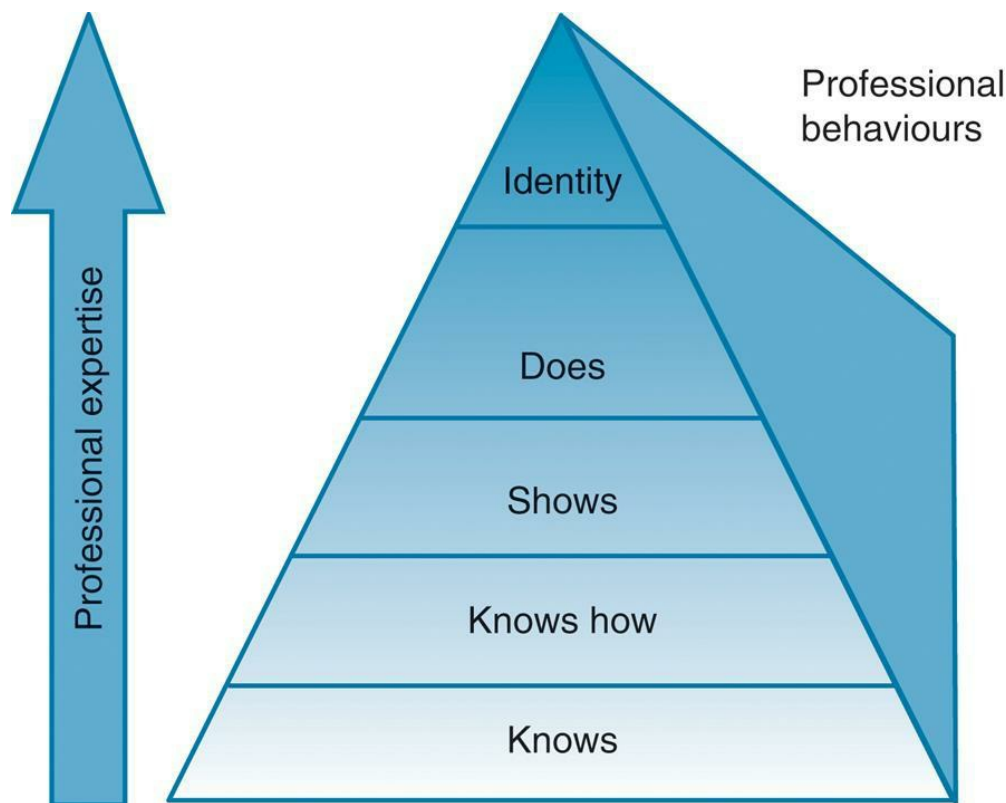 Professional
behaviours
Identity
Does
Shows
Knows how
Knows
Professional expertise